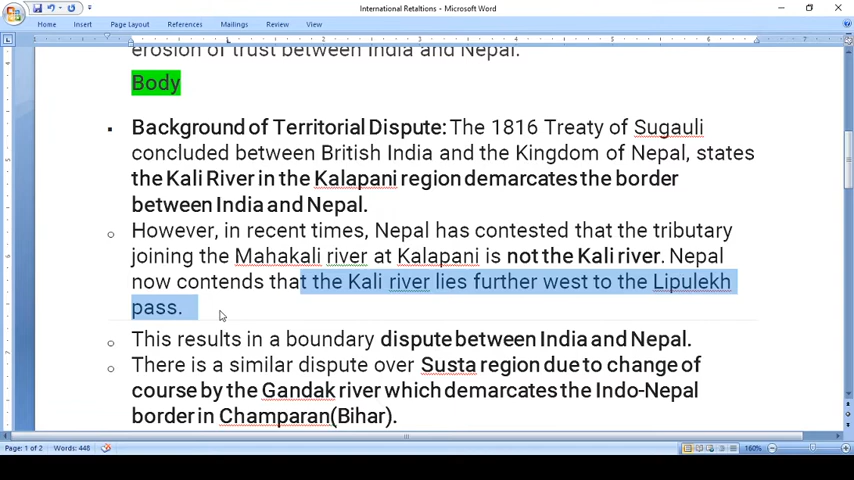 International Retaltions) - Microsoft Word
Home Insert Page Layout References Mailings Review View
erosion of trust between India and Nepal.
Body
▪ Background of Territorial Dispute: The 1816 Treaty of Sugauli
concluded between British India and the Kingdom of Nepal, states
the Kali River in the Kalapani region demarcates the border
between India and Nepal.
o However, in recent times, Nepal has contested that the tributary
joining the Mahakali river at Kalapani is not the Kali river. Nepal
now contends that the Kali river lies further west to the Lipulekh
pass.
o This results in a boundary dispute between India and Nepal.
o There is a similar dispute over Susta region due to change of
course by the Gandak river which demarcates the Indo-Nepal
border in Champaran(Bihar).
Page: 1 of 2 Words: 448 160%